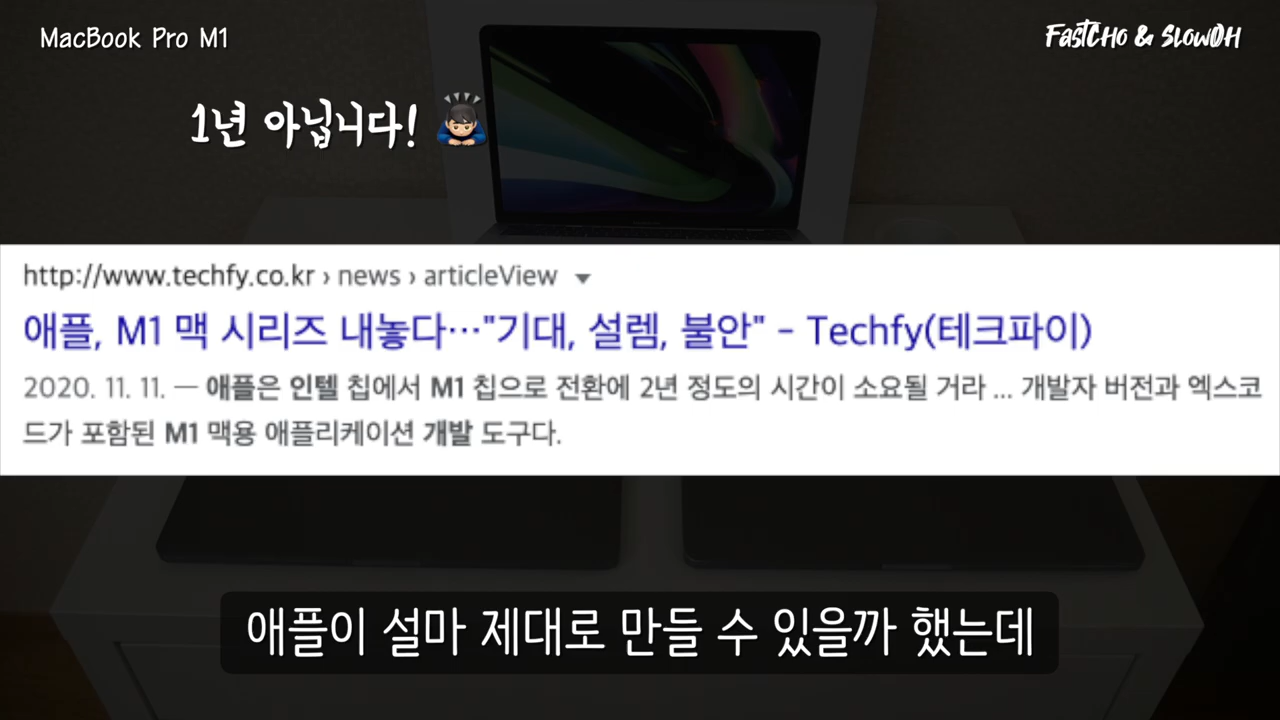 MacBook Pro M1
FastCho & SlowOh
1년 아닙니다!
http://www.techfy.co.kr › news › articleView
애플, M1 맥 시리즈 내놓다···"기대, 설렘, 불안" - Techfy(테크파이)
2020. 11. 11. — 애플은 인텔 칩에서 M1 칩으로 전환에 2년 정도의 시간이 소요될 거라 ... 개발자 버전과 엑스코
드가 포함된 M1 맥용 애플리케이션 개발 도구다.
애플이 설마 제대로 만들 수 있을까 했는데